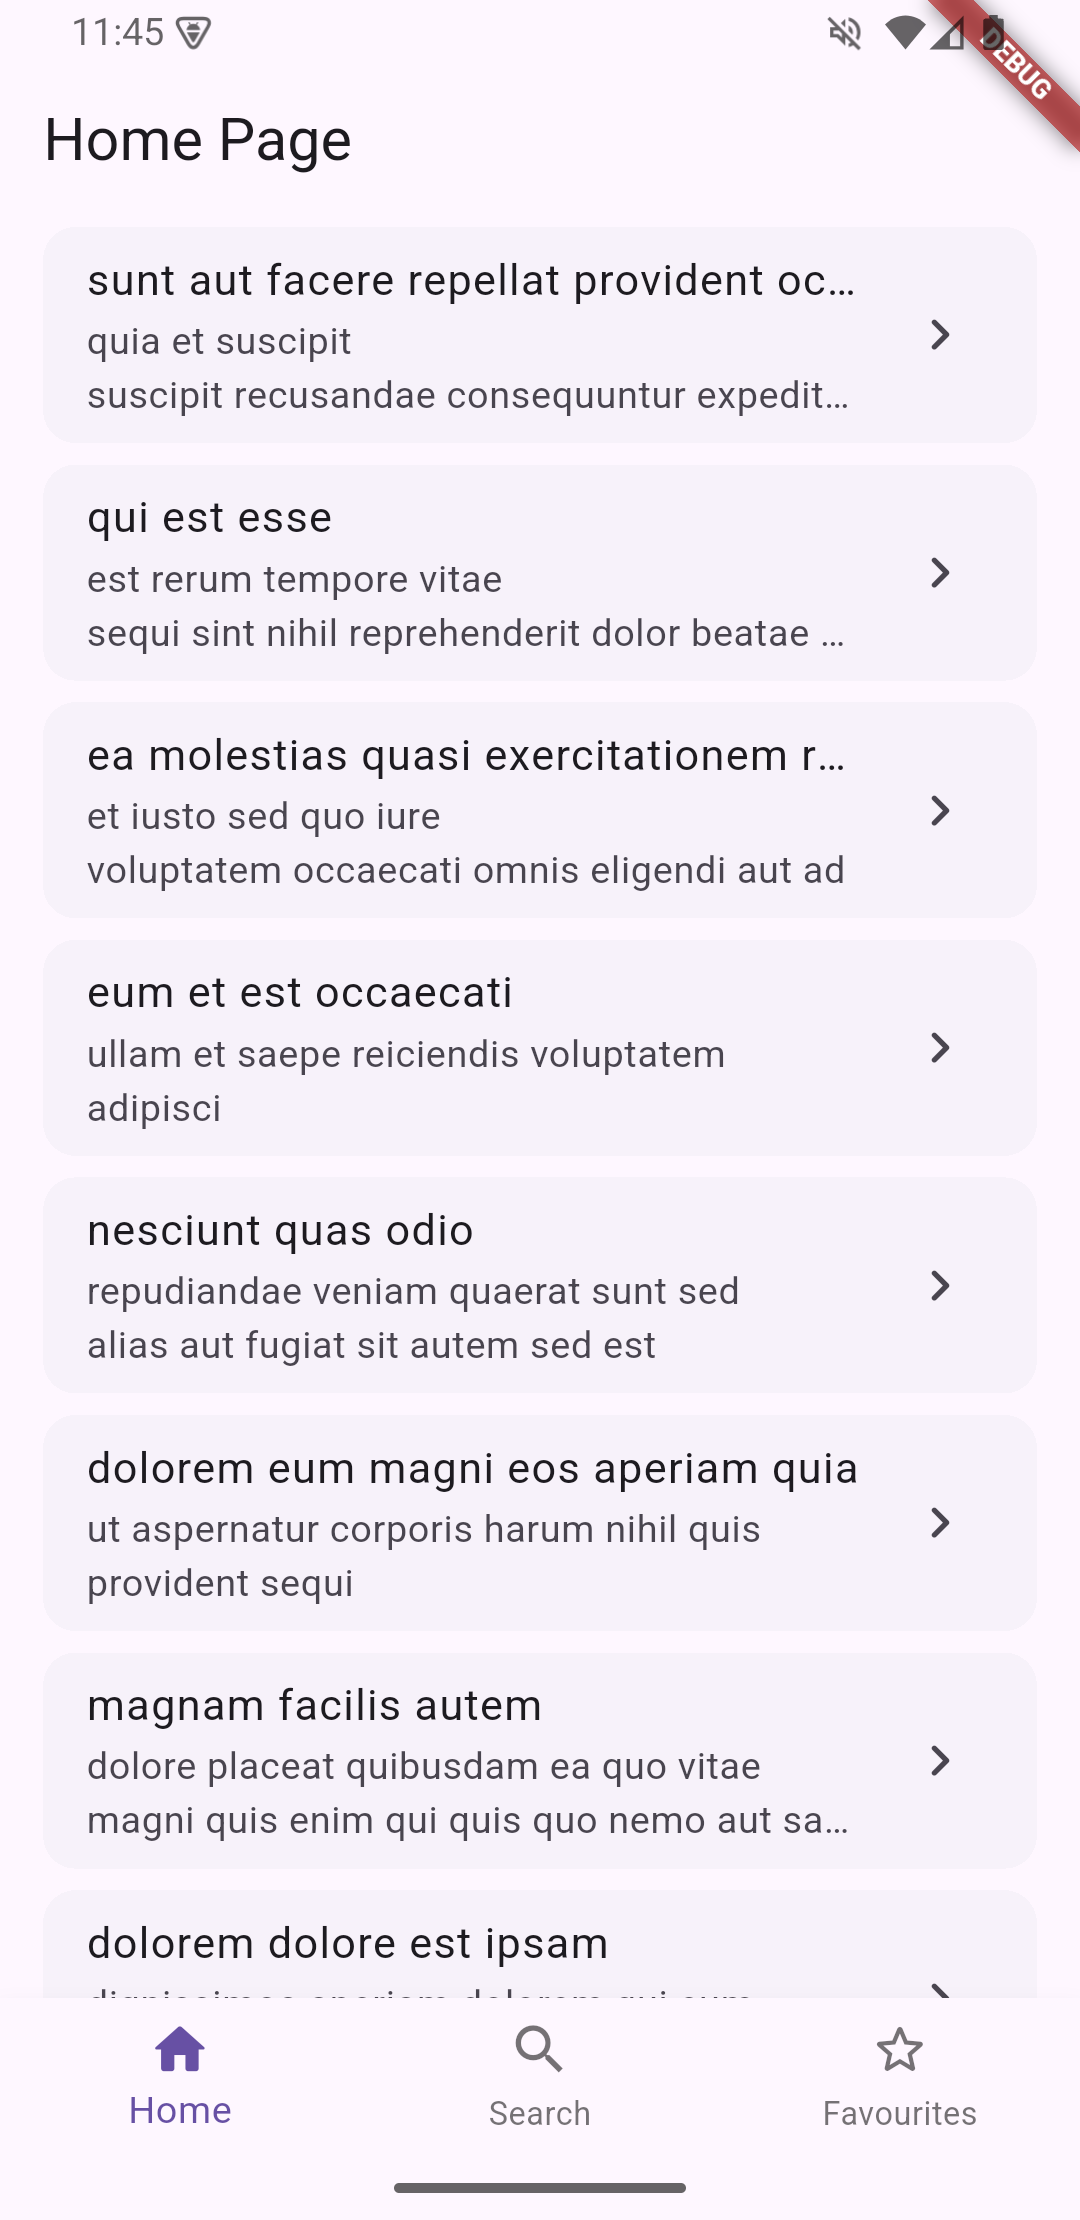 11:45
DEBUG
Home Page
sunt aut facere repellat provident oc…
quia et suscipit
suscipit recusandae consequuntur expedit…
qui est esse
est rerum tempore vitae
sequi sint nihil reprehenderit dolor beatae …
ea molestias quasi exercitationem r…
et iusto sed quo iure
voluptatem occaecati omnis eligendi aut ad
eum et est occaecati
ullam et saepe reiciendis voluptatem
adipisci
nesciunt quas odio
repudiandae veniam quaerat sunt sed
alias aut fugiat sit autem sed est
dolorem eum magni eos aperiam quia
ut aspernatur corporis harum nihil quis
provident sequi
magnam facilis autem
dolore placeat quibusdam ea quo vitae
magni quis enim qui quis quo nemo aut sa…
dolorem dolore est ipsam
Home
Search
Favourites